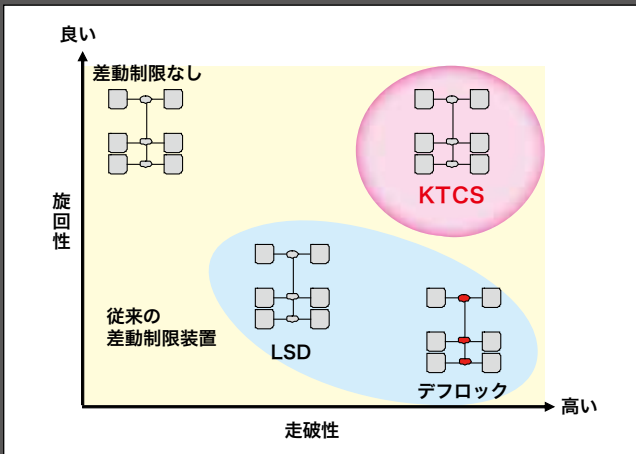 良い
差動制限なし
KTCS
旋回性
従来の
差動制限装置
LSD
デフロック
高い
走破性